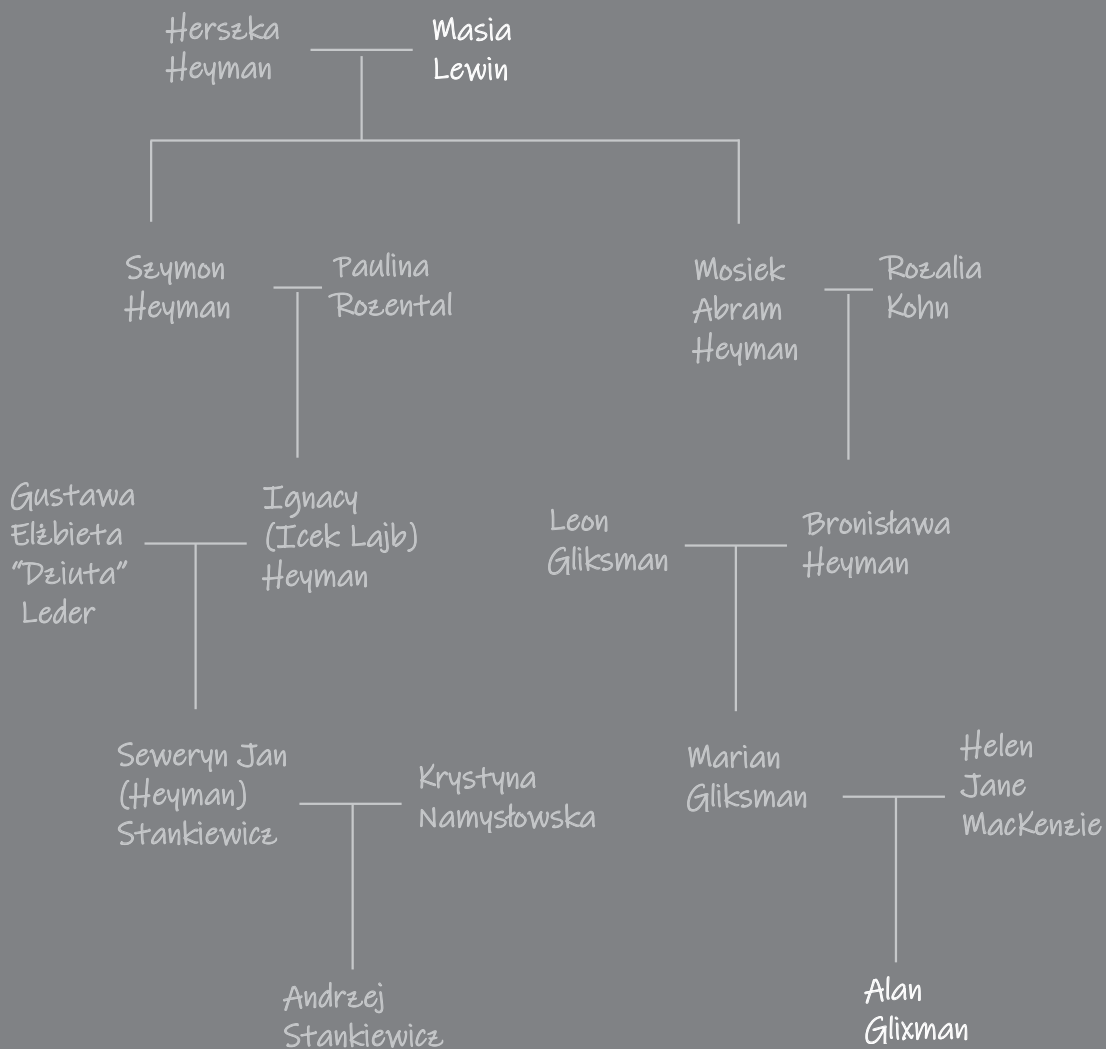 Herszka
Heyman
Masia
Lewin
Szymon
Heyman
Paulina
Rozental
Mosiek
Abram
Heyman
Rozalia
Kohn
Gustawa
Elżbieta
“Dziuta”
Leder
Ignacy
(Icek Lajb)
Heyman
Leon
Gliksman
Bronisława
Heyman
Seweryn Jan
(Heyman)
Stankiewicz
Krystyna
Namysłowska
Marian
Gliksman
Helen
Jane
MacKenzie
Andrzej
Stankiewicz
Alan
Glixman